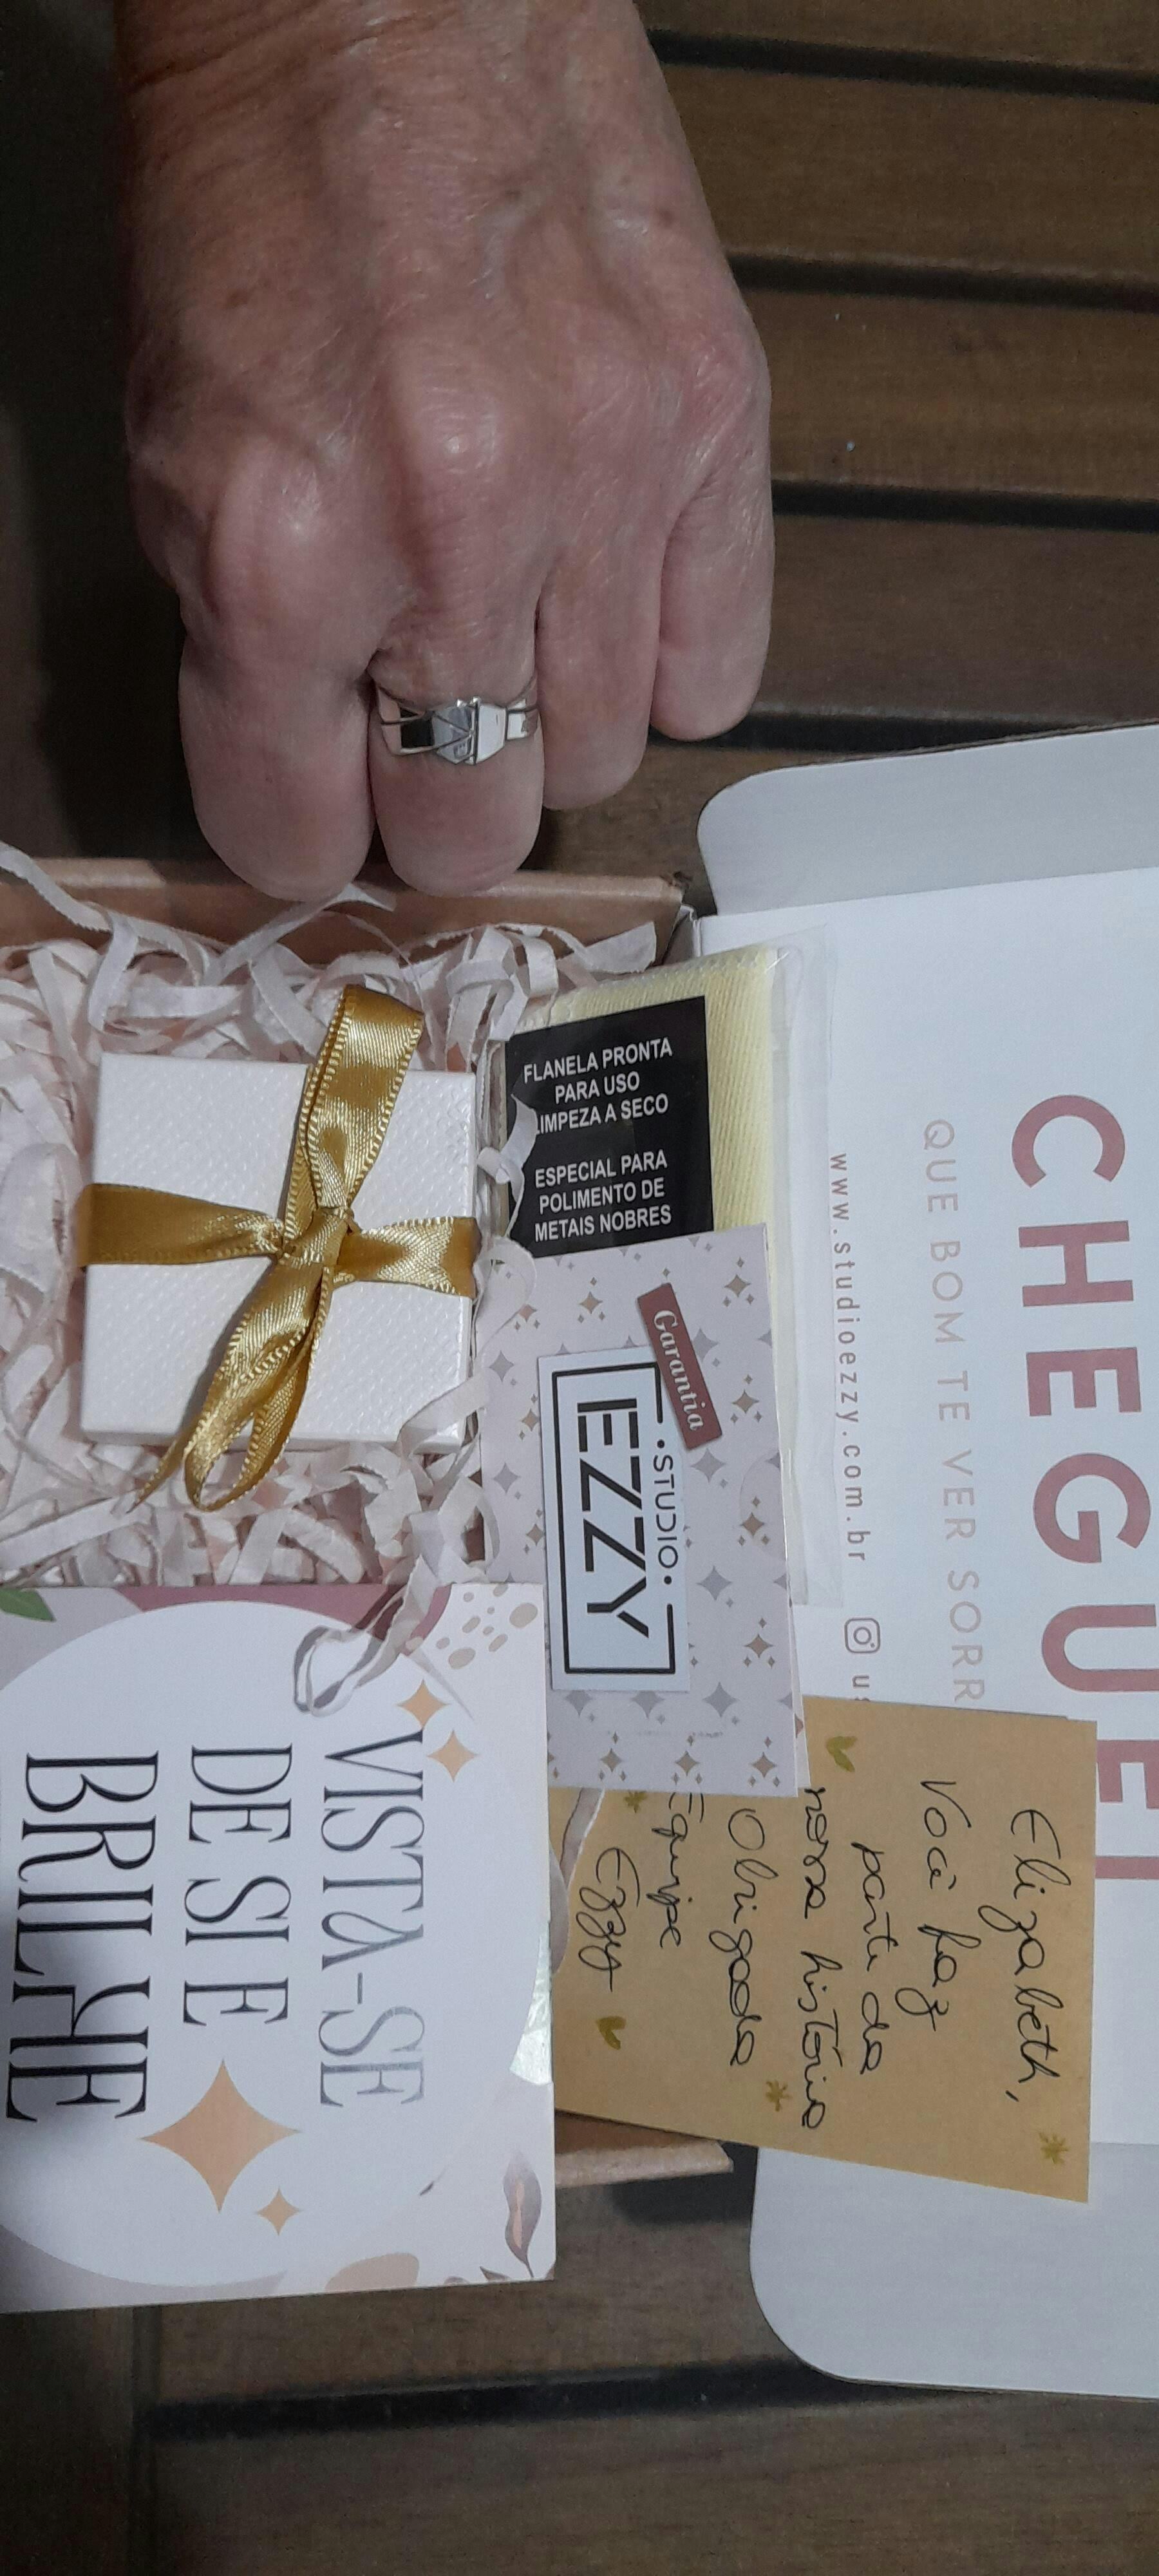 CHEGUEI
QUE BOM TE VER SORR
www.studioezzy.com.br
FLANELA PRONTA
PARA USO
LIMPEZA A SECO
ESPECIAL PARA
POLIMENTO DE
METAIS NOBRES
Garantia
STUDIO
EZZY
Elizabeth,
Você faz
parte da
nossa história
Obrigada
Equipe
Ezzy
VISTA-SE
DE SI E
BRILHE